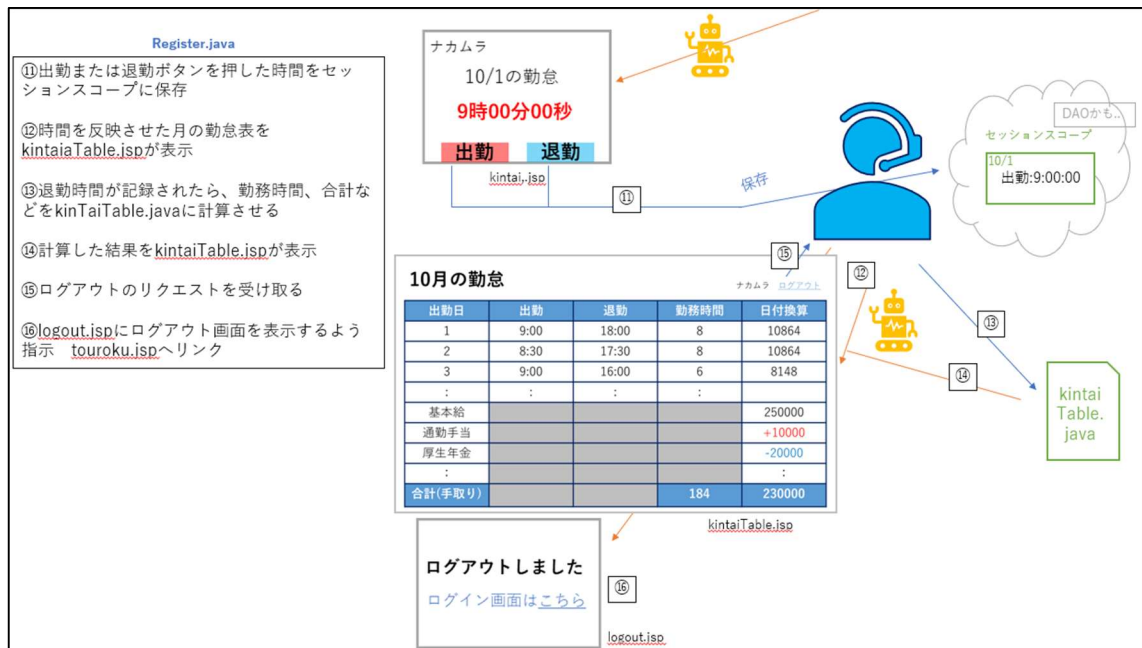 Register.java
⑪出勤または退勤ボタンを押した時間をセッ
ションスコープに保存
⑫時間を反映させた月の勤怠表を
kintaiaTable.jspが表示
⑬退勤時間が記録されたら、勤務時間、合計な
どをkinTaiTable.javaに計算させる
⑭計算した結果をkintaiTable.jspが表示
⑮ログアウトのリクエストを受け取る
⑯logout.jspにログアウト画面を表示するよう
指示 touroku.jspへリンク
ナカムラ
10/1の勤怠
9時00分00秒
出勤 退勤
kintai,.jsp
⑪
保存
DAOかも..
セッションスコープ
10/1
出勤:9:00:00
⑮
⑫
⑬
⑭
kintai
Table.
java
10月の勤怠
ナカムラ ログアウト
出勤日 出勤 退勤 勤務時間 日付換算
1 9:00 18:00 8 10864
2 8:30 17:30 8 10864
3 9:00 16:00 6 8148
: : : :
基本給 250000
通勤手当 +10000
厚生年金 -20000
: :
合計(手取り) 184 230000
kintaiTable.jsp
ログアウトしました
ログイン画面はこちら
⑯
logout.jsp